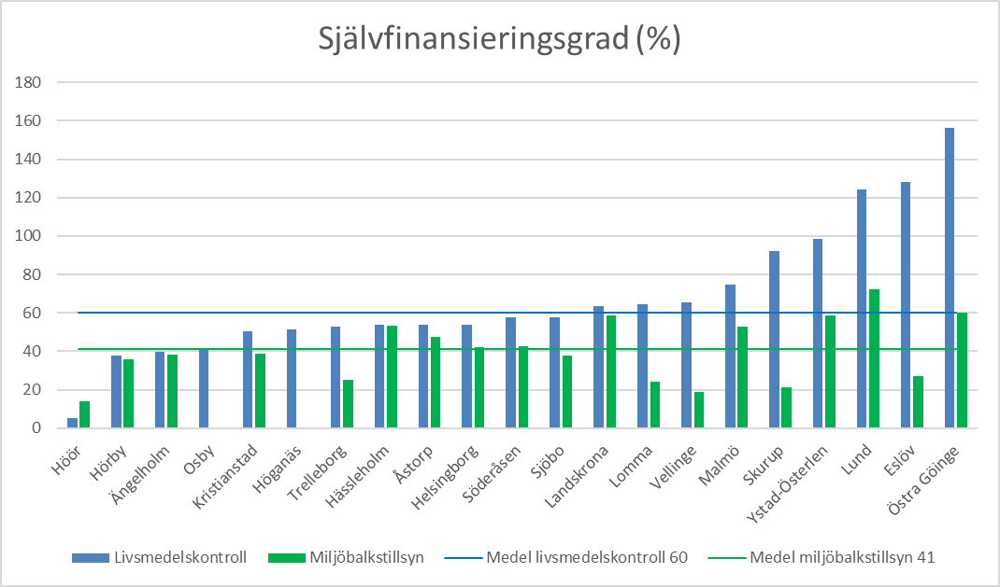 Självfinansieringsgrad (%)
180
160
140
120
100
80
60
40
20
0
Höör
Hörby
Ängelholm
Osby
Kristianstad
Höganäs
Trelleborg
Hässleholm
Åstorp
Helsingborg
Söderåsen
Sjöbo
Landskrona
Lomma
Vellinge
Malmö
Skurup
Ystad-Österlen
Lund
Eslöv
Östra Göinge
Livsmedelskontroll
Miljöbalkstillsyn
Medel livsmedelskontroll 60
Medel miljöbalkstillsyn 41